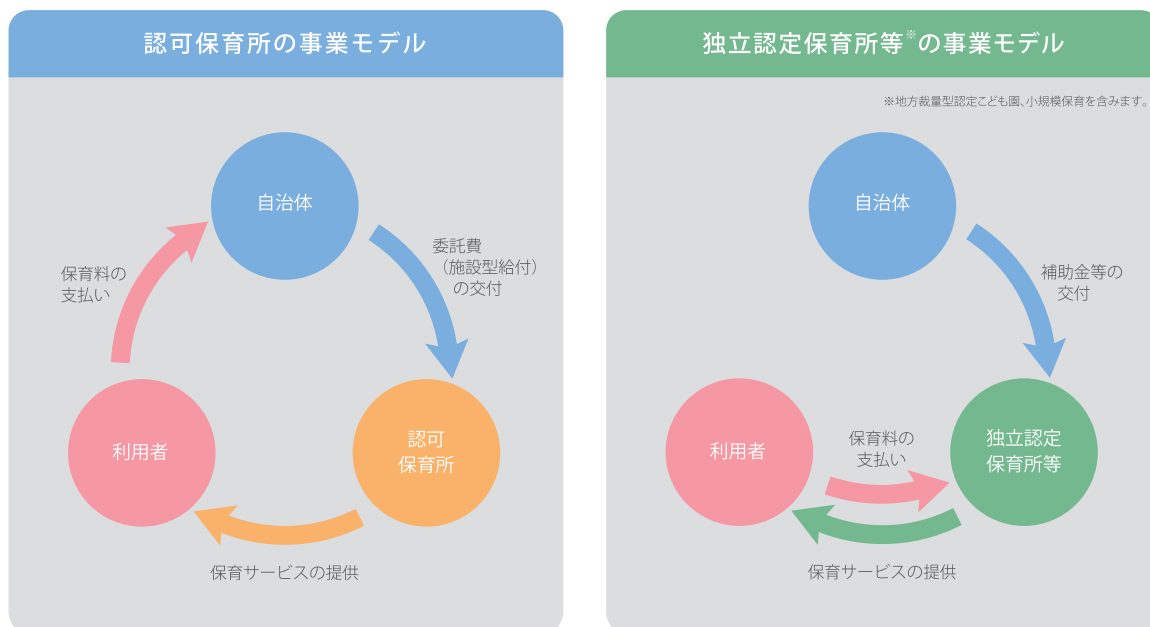 認可保育所の事業モデル
自治体
保育料の
支払い
委託費
(施設型給付)
の交付
利用者
認可
保育所
保育サービスの提供
独立認定保育所等※の事業モデル
※地方裁量型認定こども園、小規模保育を含みます。
自治体
補助金等の
交付
利用者
保育料の
支払い
独立認定
保育所等
保育サービスの提供